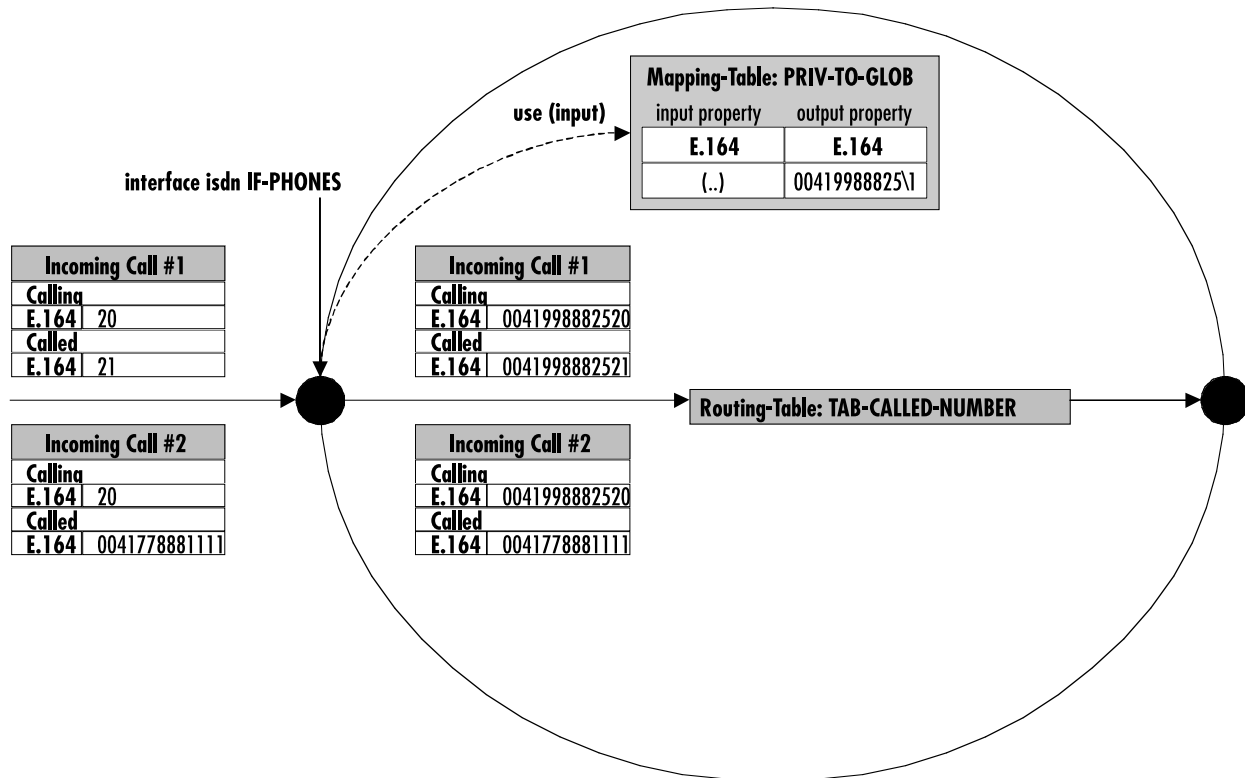 Mapping-Table: PRIV-TO-GLOB
input property output property
E.164 E.164
(..) 00419988825\1
use (input)
interface isdn IF-PHONES
Incoming Call #1
Calling
E.164 20
Called
E.164 21
Incoming Call #1
Calling
E.164 0041998882520
Called
E.164 0041998882521
Routing-Table: TAB-CALLED-NUMBER
Incoming Call #2
Calling
E.164 20
Called
E.164 0041778881111
Incoming Call #2
Calling
E.164 0041998882520
Called
E.164 0041778881111